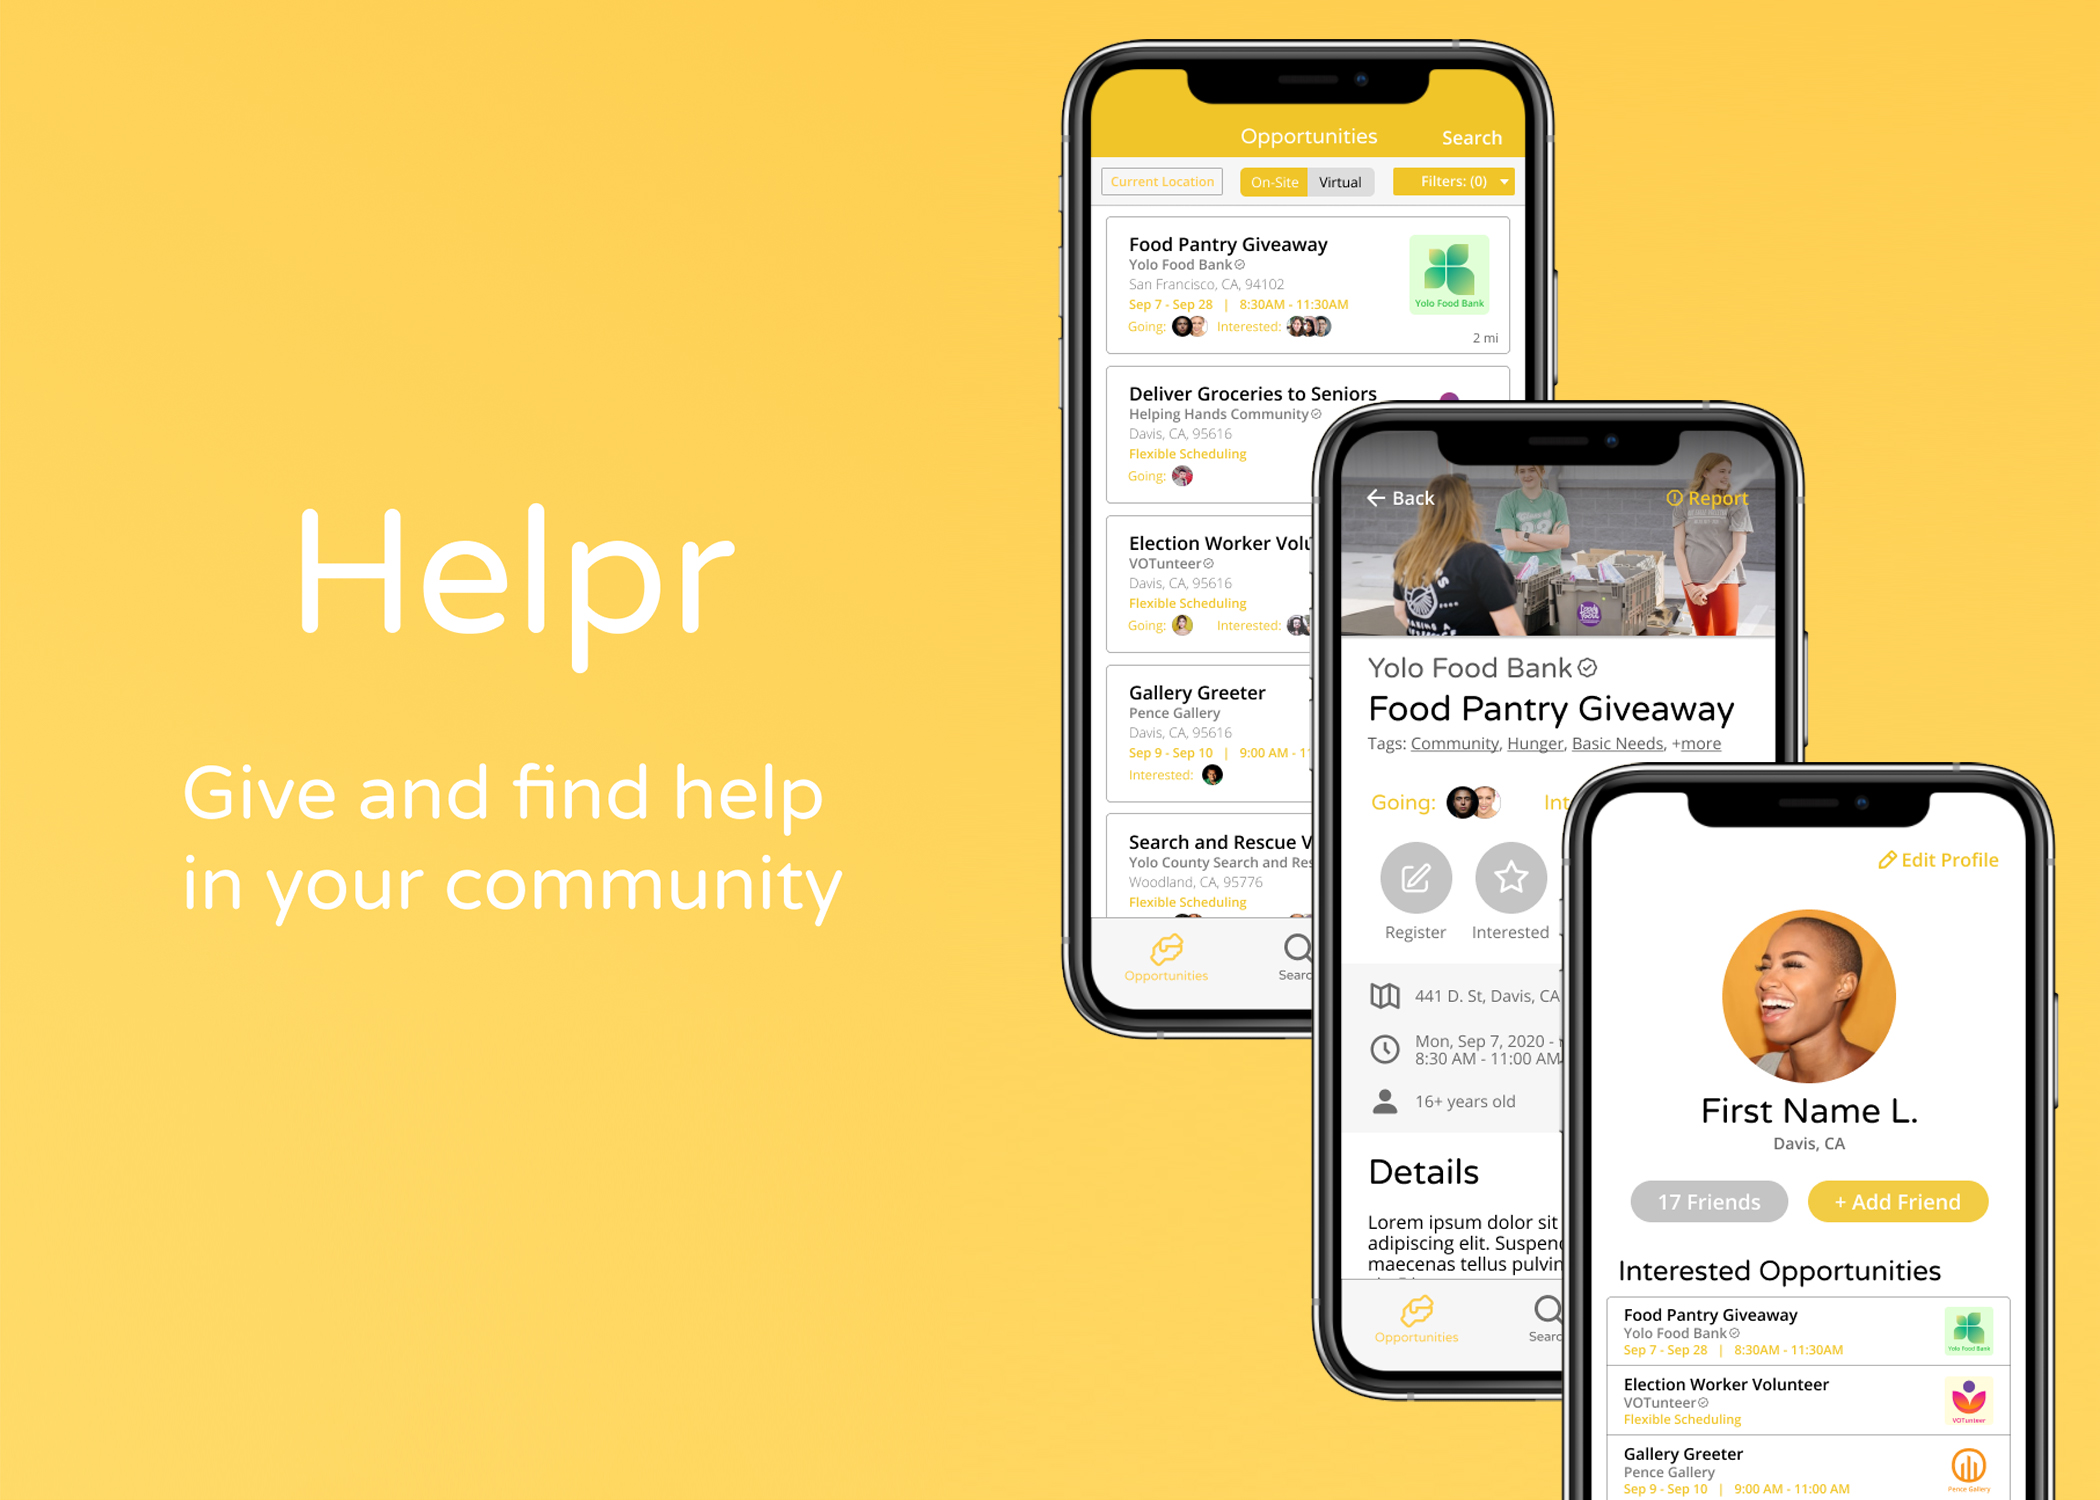 Helpr
Give and find help
in your community
Opportunities
Search
Current Location
On-Site
Virtual
Filters: (0)
Food Pantry Giveaway
Yolo Food Bank
San Francisco, CA, 94102
Sep 7 - Sep 28 | 8:30AM - 11:30AM
Going:
Interested:
Yolo Food Bank
2 mi
Deliver Groceries to Seniors
Helping Hands Community
Davis, CA, 95616
Flexible Scheduling
Going:
Election Worker
VOTunteer
Davis, CA, 95616
Flexible Scheduling
Going:
Interested:
Gallery Greeter
Pence Gallery
Davis, CA, 95616
Sep 9 - Sep 10 | 9:00 AM -
Interested:
Search and Rescue V
Yolo County Search and Res
Woodland, CA, 95776
Flexible Scheduling
Opportunities
Searc
Back
Report
Yolo Food Bank
Food Pantry Giveaway
Tags: Community, Hunger, Basic Needs, +more
Going:
Int
Register
Interested
441 D. St, Davis, CA
Mon, Sep 7, 2020 -
8:30 AM - 11:00 AM
16+ years old
Details
Lorem ipsum dolor sit
adipiscing elit. Suspend
maecenas tellus pulvin
Opportunities
Searc
Edit Profile
First Name L.
Davis, CA
17 Friends
+ Add Friend
Interested Opportunities
Food Pantry Giveaway
Yolo Food Bank
Sep 7 - Sep 28 | 8:30AM - 11:30AM
Yolo Food Bank
Election Worker Volunteer
VOTunteer
Flexible Scheduling
VOTunteer
Gallery Greeter
Pence Gallery
Sep 9 - Sep 10 | 9:00 AM - 11:00 AM
Pence Gallery